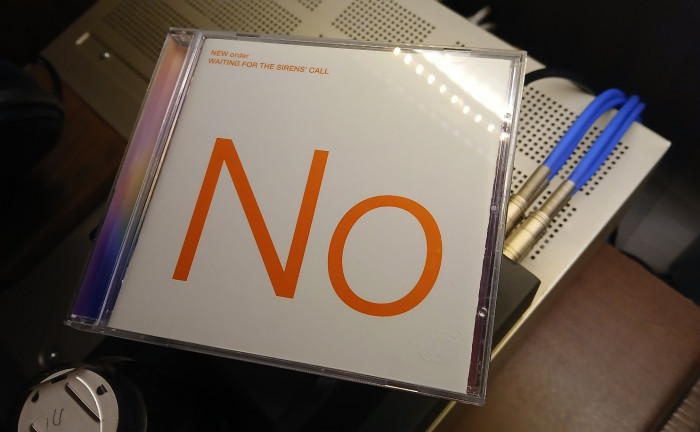 NEW order
WAITING FOR THE SIRENS' CALL
No